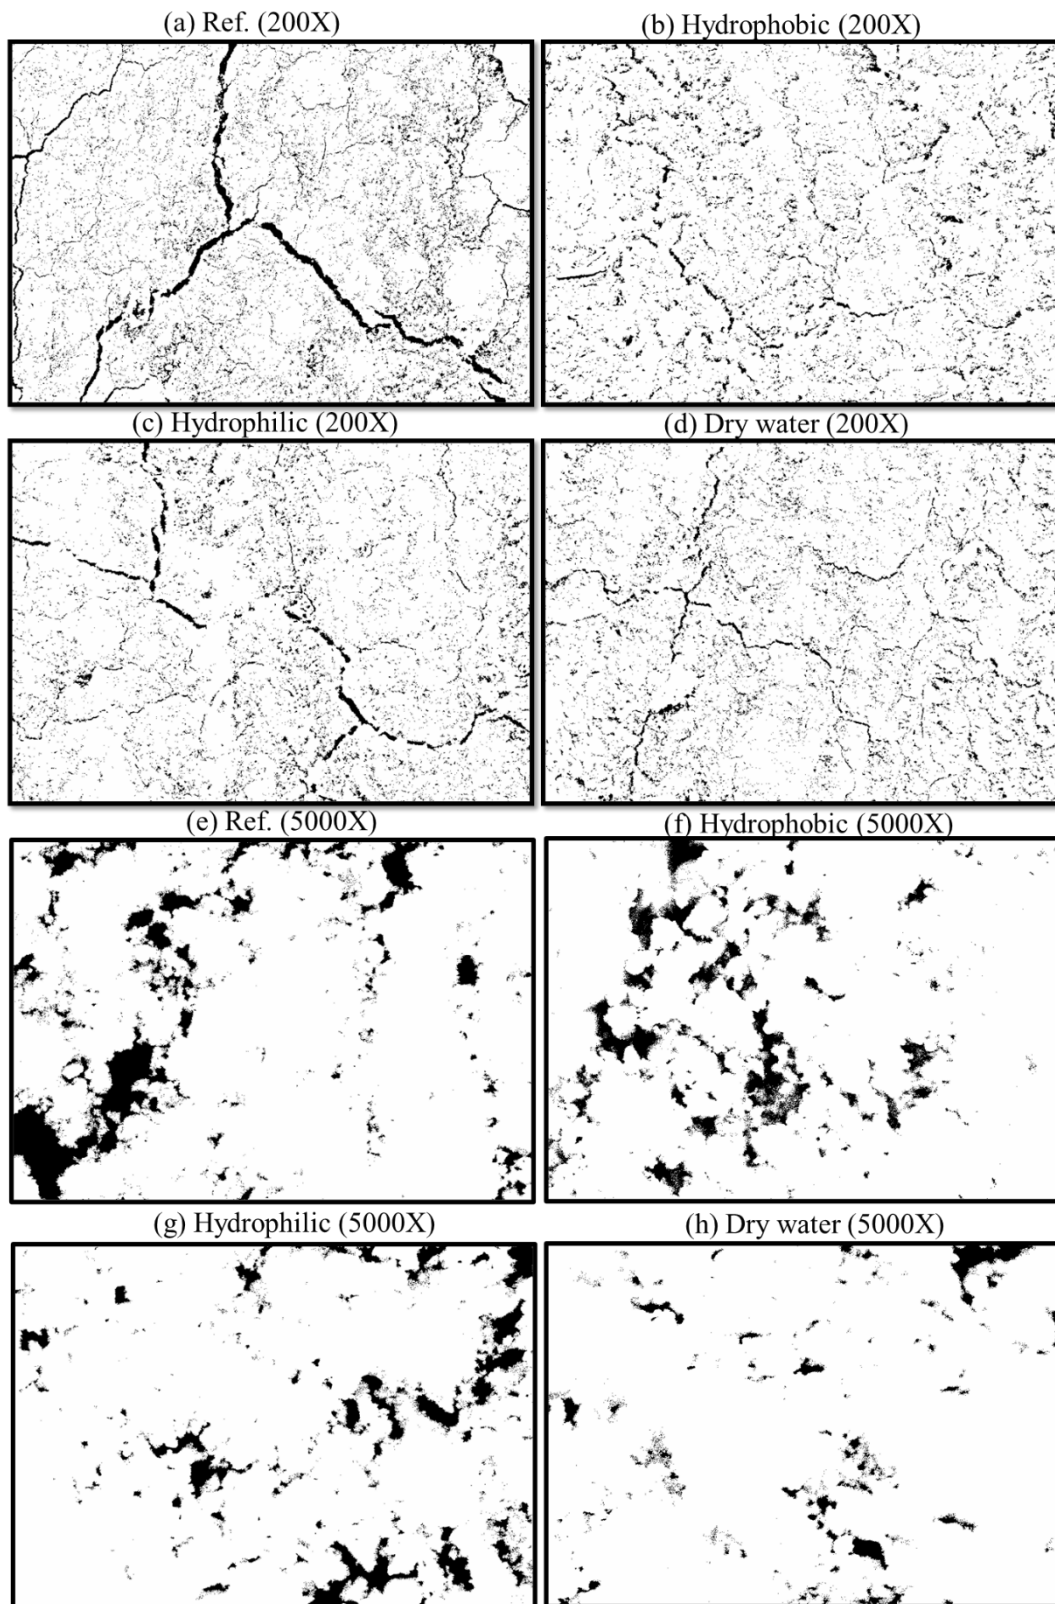 (a) Ref. (200X)
(b) Hydrophobic (200X)
(c) Hydrophilic (200X)
(d) Dry water (200X)
(e) Ref. (5000X)
(f) Hydrophobic (5000X)
(g) Hydrophilic (5000X)
(h) Dry water (5000X)